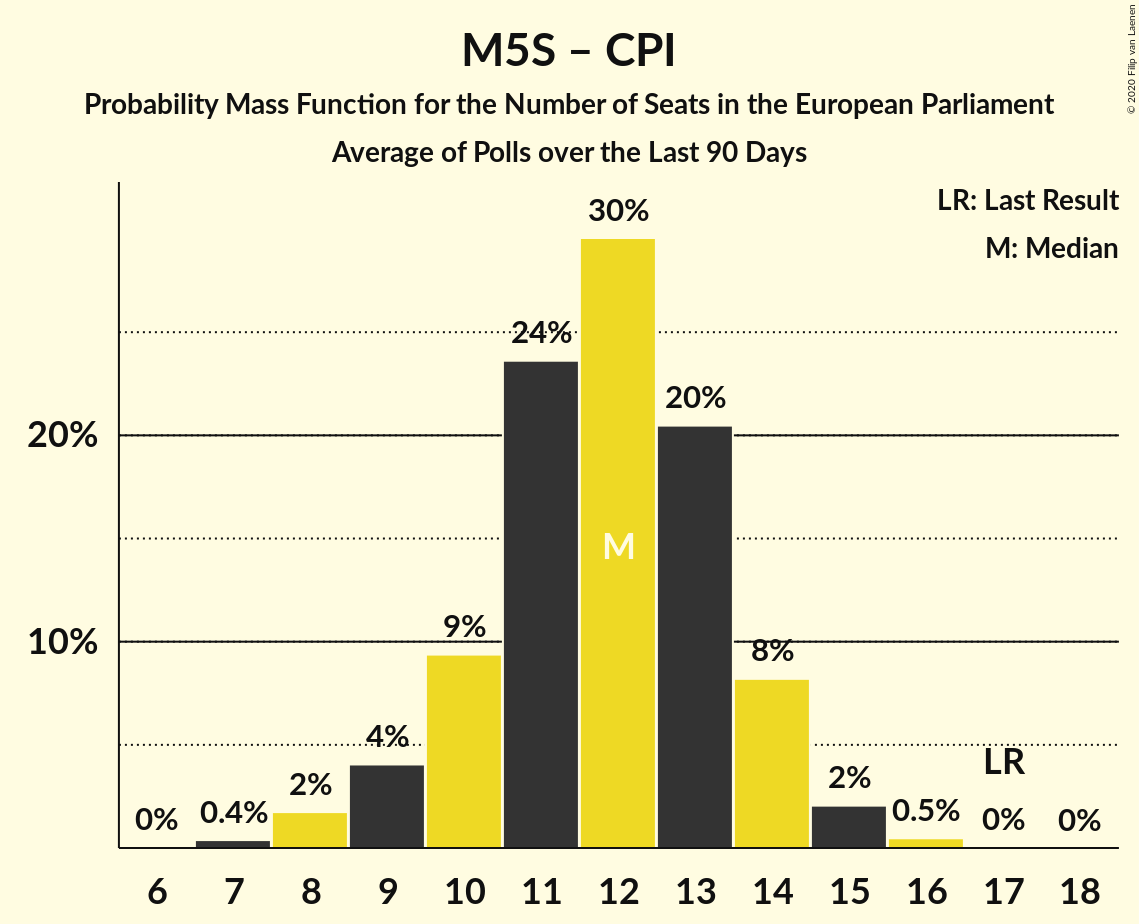 M5S – CPI
Probability Mass Function for the Number of Seats in the European Parliament
Average of Polls over the Last 90 Days
© 2020 Filip van Laenen
LR: Last Result
M: Median
30%
24%
20%
20%
M
10%
9%
8%
4%
2%
2%
LR
0%
0.4%
0.5%
0%
0%
6 7 8 9 10 11 12 13 14 15 16 17 18